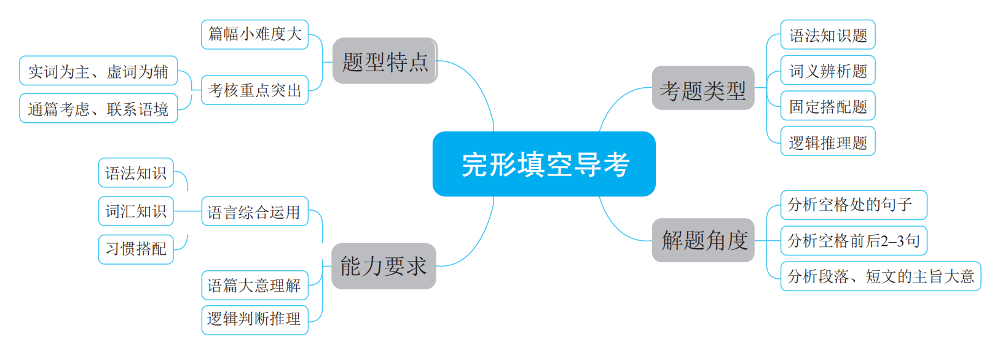 完形填空导考
题型特点
篇幅小难度大
考核重点突出
实词为主、虚词为辅
通篇考虑、联系语境
能力要求
语言综合运用
语法知识
词汇知识
习惯搭配
语篇大意理解
逻辑判断推理
考题类型
语法知识题
词义辨析题
固定搭配题
逻辑推理题
解题角度
分析空格处的句子
分析空格前后2–3句
分析段落、短文的主旨大意